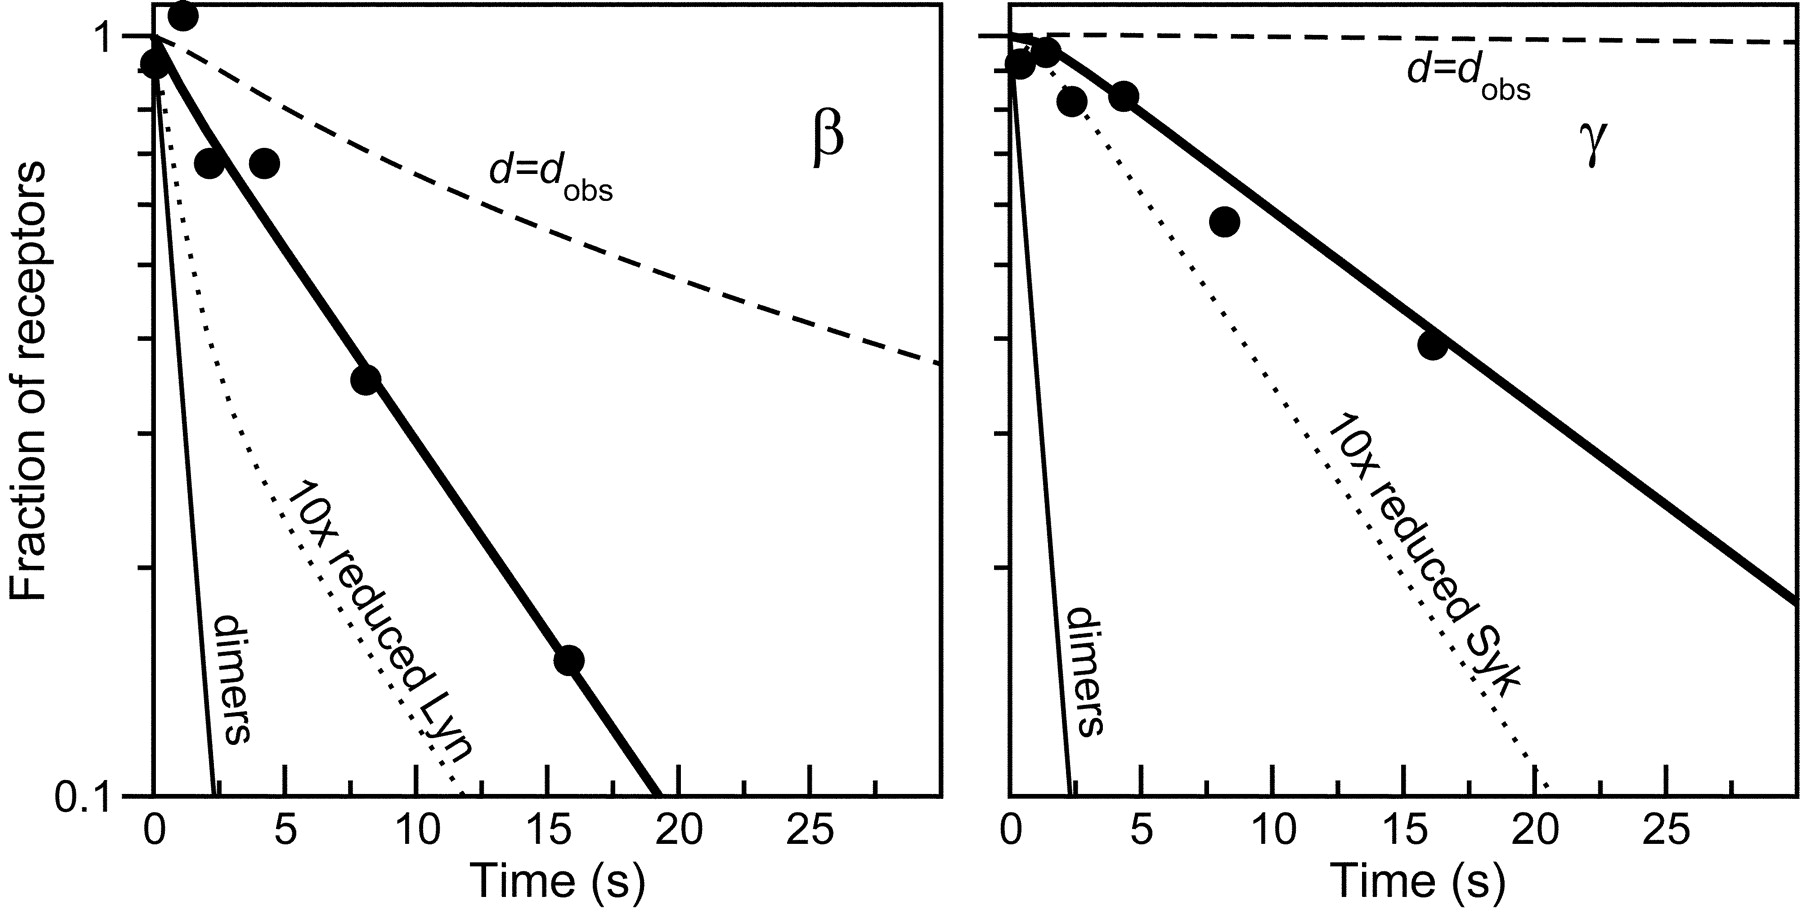 Fraction of receptors
1
0.1
β
d=dobs
10x reduced Lyn
dimers
0 5 10 15 20 25
Time (s)
γ
d=dobs
10x reduced Syk
dimers
0 5 10 15 20 25
Time (s)